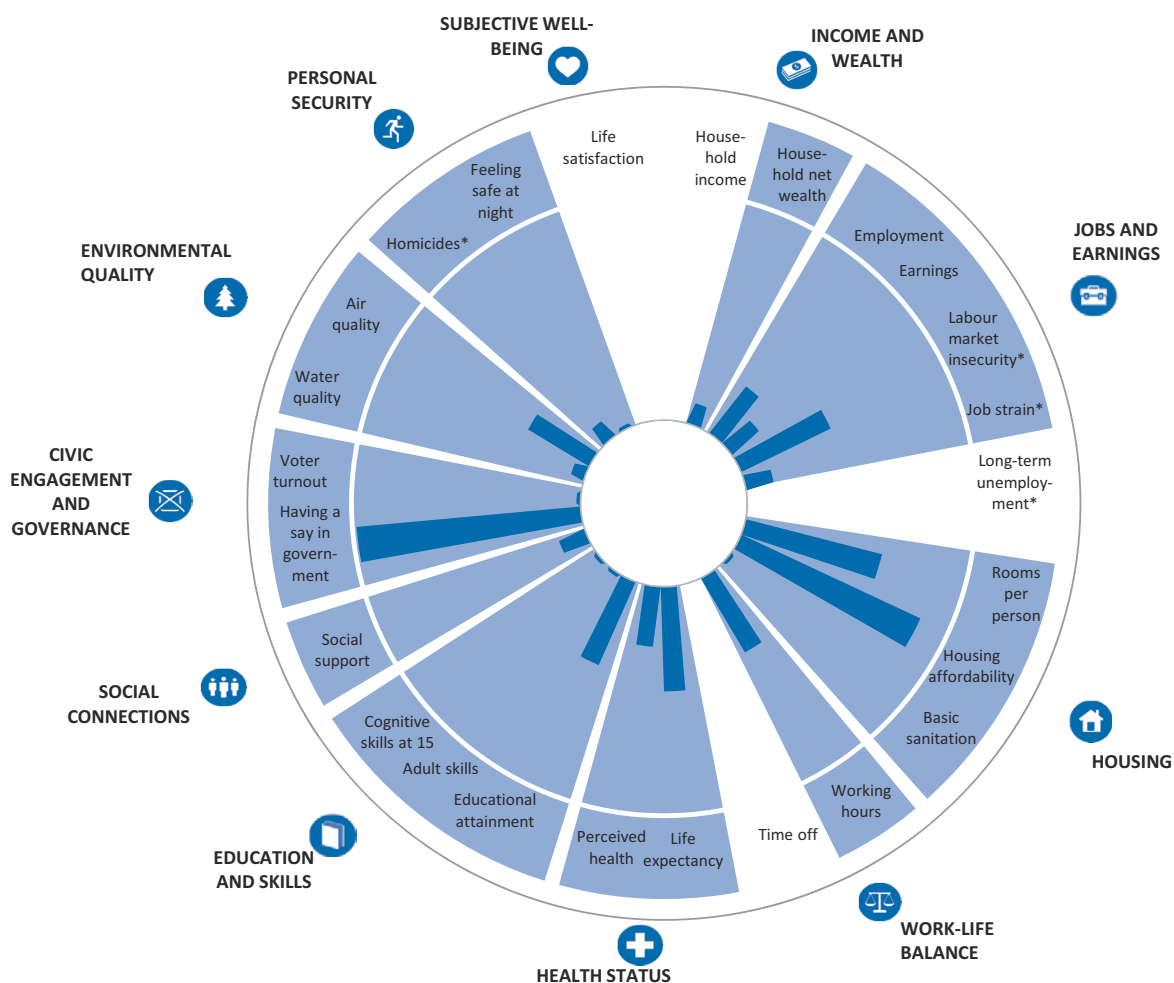 SUBJECTIVE WELL-
BEING
INCOME AND
WEALTH
PERSONAL
SECURITY
Life
satisfaction
House-
hold
income
House-
hold net
wealth
Feeling
safe at
night
Homicides*
Employment
Earnings
Labour
market
insecurity*
Job strain*
JOBS AND
EARNINGS
ENVIRONMENTAL
QUALITY
Air
quality
Water
quality
Long-term
unemploy-
ment*
CIVIC
ENGAGEMENT
AND
GOVERNANCE
Voter
turnout
Having a
say in
govern-
ment
Rooms
per
person
Housing
affordability
Basic
sanitation
HOUSING
Social
support
SOCIAL
CONNECTIONS
Cognitive
skills at 15
Adult skills
Educational
attainment
EDUCATION
AND SKILLS
Perceived
health
Life
expectancy
Time off
Working
hours
WORK-LIFE
BALANCE
HEALTH STATUS